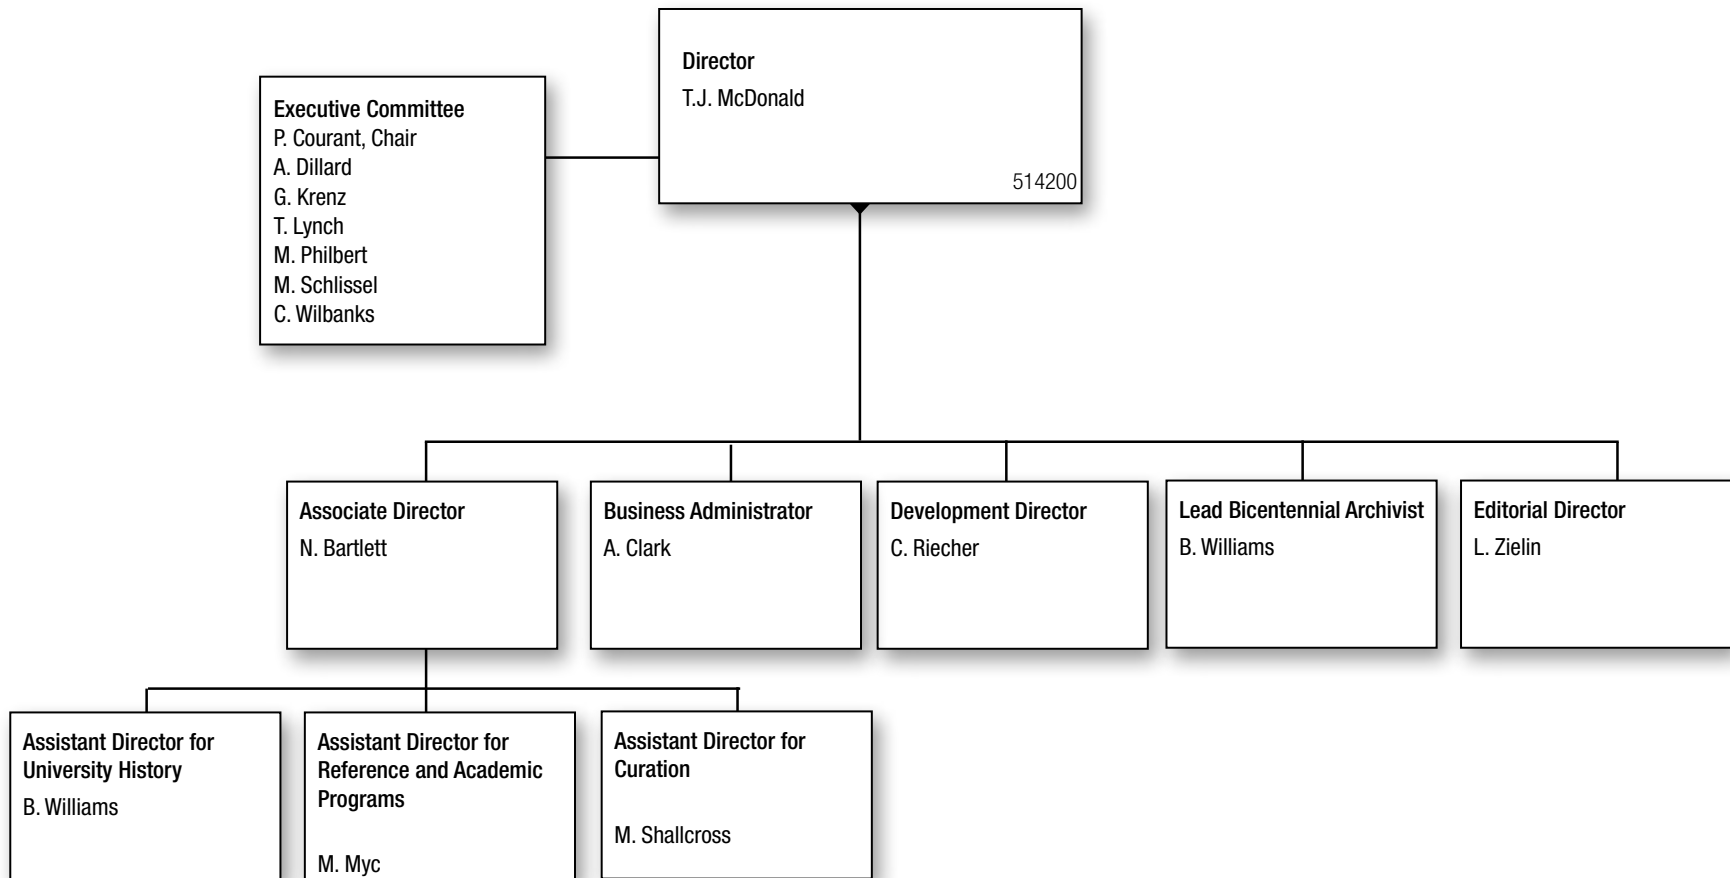 Director
T.J. McDonald
514200
Executive Committee
P. Courant, Chair
A. Dillard
G. Krenz
T. Lynch
M. Philbert
M. Schlissel
C. Wilbanks
Associate Director
N. Bartlett
Business Administrator
A. Clark
Development Director
C. Riecher
Lead Bicentennial Archivist
B. Williams
Editorial Director
L. Zielin
Assistant Director for
University History
B. Williams
Assistant Director for
Reference and Academic
Programs
M. Myc
Assistant Director for
Curation
M. Shallcross